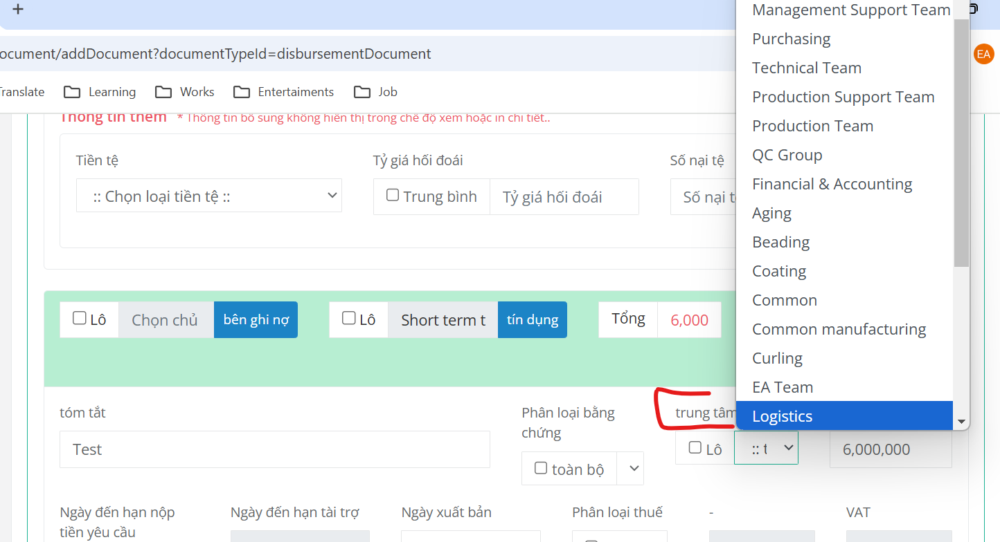 Management Support Team
ocument/addDocument?documentTypeId=disbursementDocument
Purchasing
EA
Technical Team
Translate Learning Works Entertaiments Job
Production Support Team
Thông tin thêm * Thông tin bổ sung không hiển thị trong chế độ xem hoặc in chi tiết..
Production Team
Tiền tệ Tỷ giá hối đoái Số nại tệ
QC Group
Financial & Accounting
:: Chọn loại tiền tệ :: Trung bình Tỷ giá hối đoái Số nại t
Aging
Beading
Coating
Common
Lô Chọn chủ bên ghi nợ Lô Short term t tín dụng Tổng 6,000
Common manufacturing
Curling
EA Team
tóm tắt Phân loại bằng chứng trung tâm
Logistics
Test toàn bộ Lô :: t 6,000,000
Ngày đến hạn nộp tiền yêu cầu Ngày đến hạn tài trợ Ngày xuất bản Phân loại thuế - VAT